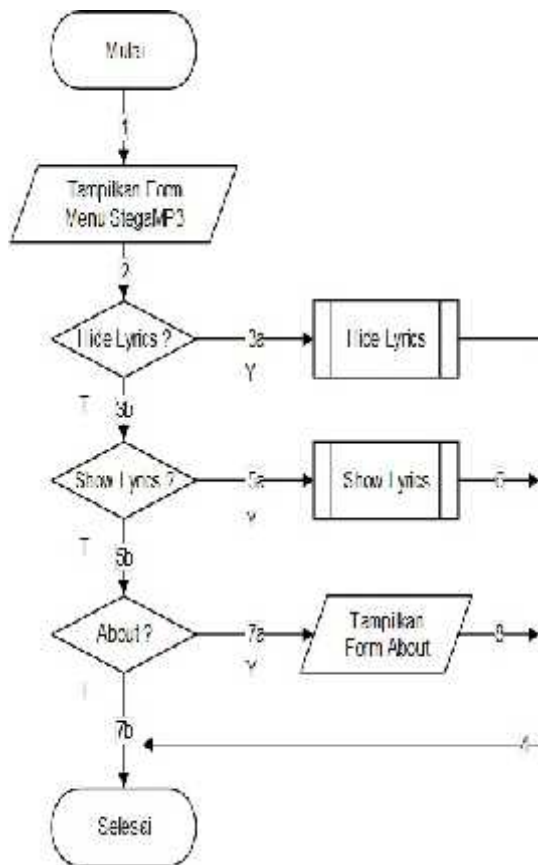 Mulai
1
Tampilkan Form
Menu StegaMP3
2
Hide Lyrics ?
3a
Y
Hide Lyrics
T
3b
Show Lyrics ?
5a
Y
Show Lyrics
6
T
5b
About ?
7a
Y
Tampilkan
Form About
8
T
7b
4
Selesai